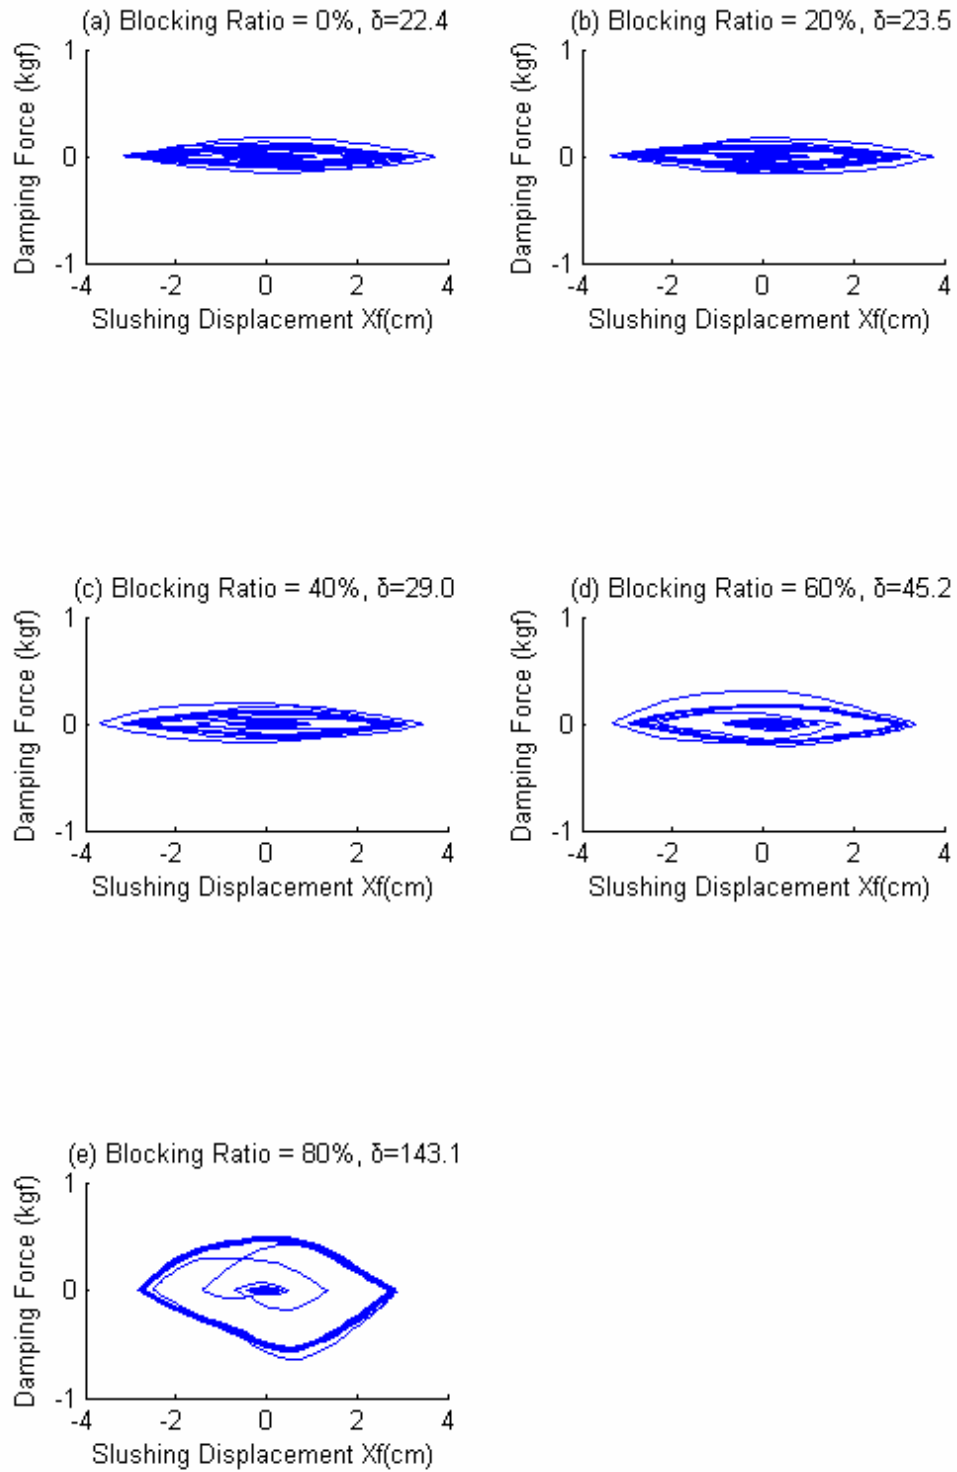 (a) Blocking Ratio = 0%, δ=22.4
1
0
-1
Damping Force (kgf)
-4 -2 0 2 4
Slushing Displacement Xf(cm)
(b) Blocking Ratio = 20%, δ=23.5
1
0
-1
Damping Force (kgf)
-4 -2 0 2 4
Slushing Displacement Xf(cm)
(c) Blocking Ratio = 40%, δ=29.0
1
0
-1
Damping Force (kgf)
-4 -2 0 2 4
Slushing Displacement Xf(cm)
(d) Blocking Ratio = 60%, δ=45.2
1
0
-1
Damping Force (kgf)
-4 -2 0 2 4
Slushing Displacement Xf(cm)
(e) Blocking Ratio = 80%, δ=143.1
1
0
-1
Damping Force (kgf)
-4 -2 0 2 4
Slushing Displacement Xf(cm)